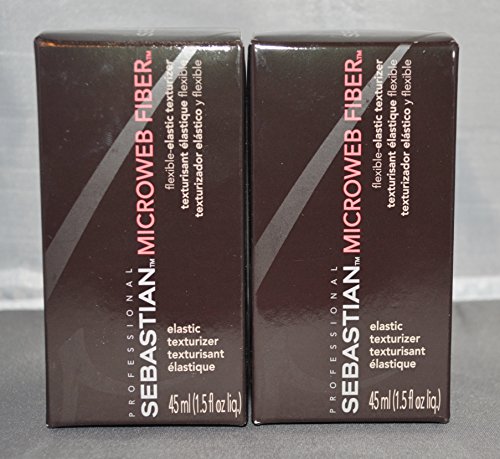 PROFESSIONAL
SEBASTIAN™ MICROWEB FIBER™
flexible-elastic texturizer
texturisant élastique flexible
texturizador elástico y flexible
elastic
texturizer
texturisant
élastique
45 ml (1.5 fl oz liq.)
PROFESSIONAL
SEBASTIAN™ MICROWEB FIBER™
flexible-elastic texturizer
texturisant élastique flexible
texturizador elástico y flexible
elastic
texturizer
texturisant
élastique
45 ml (1.5 fl oz liq.)